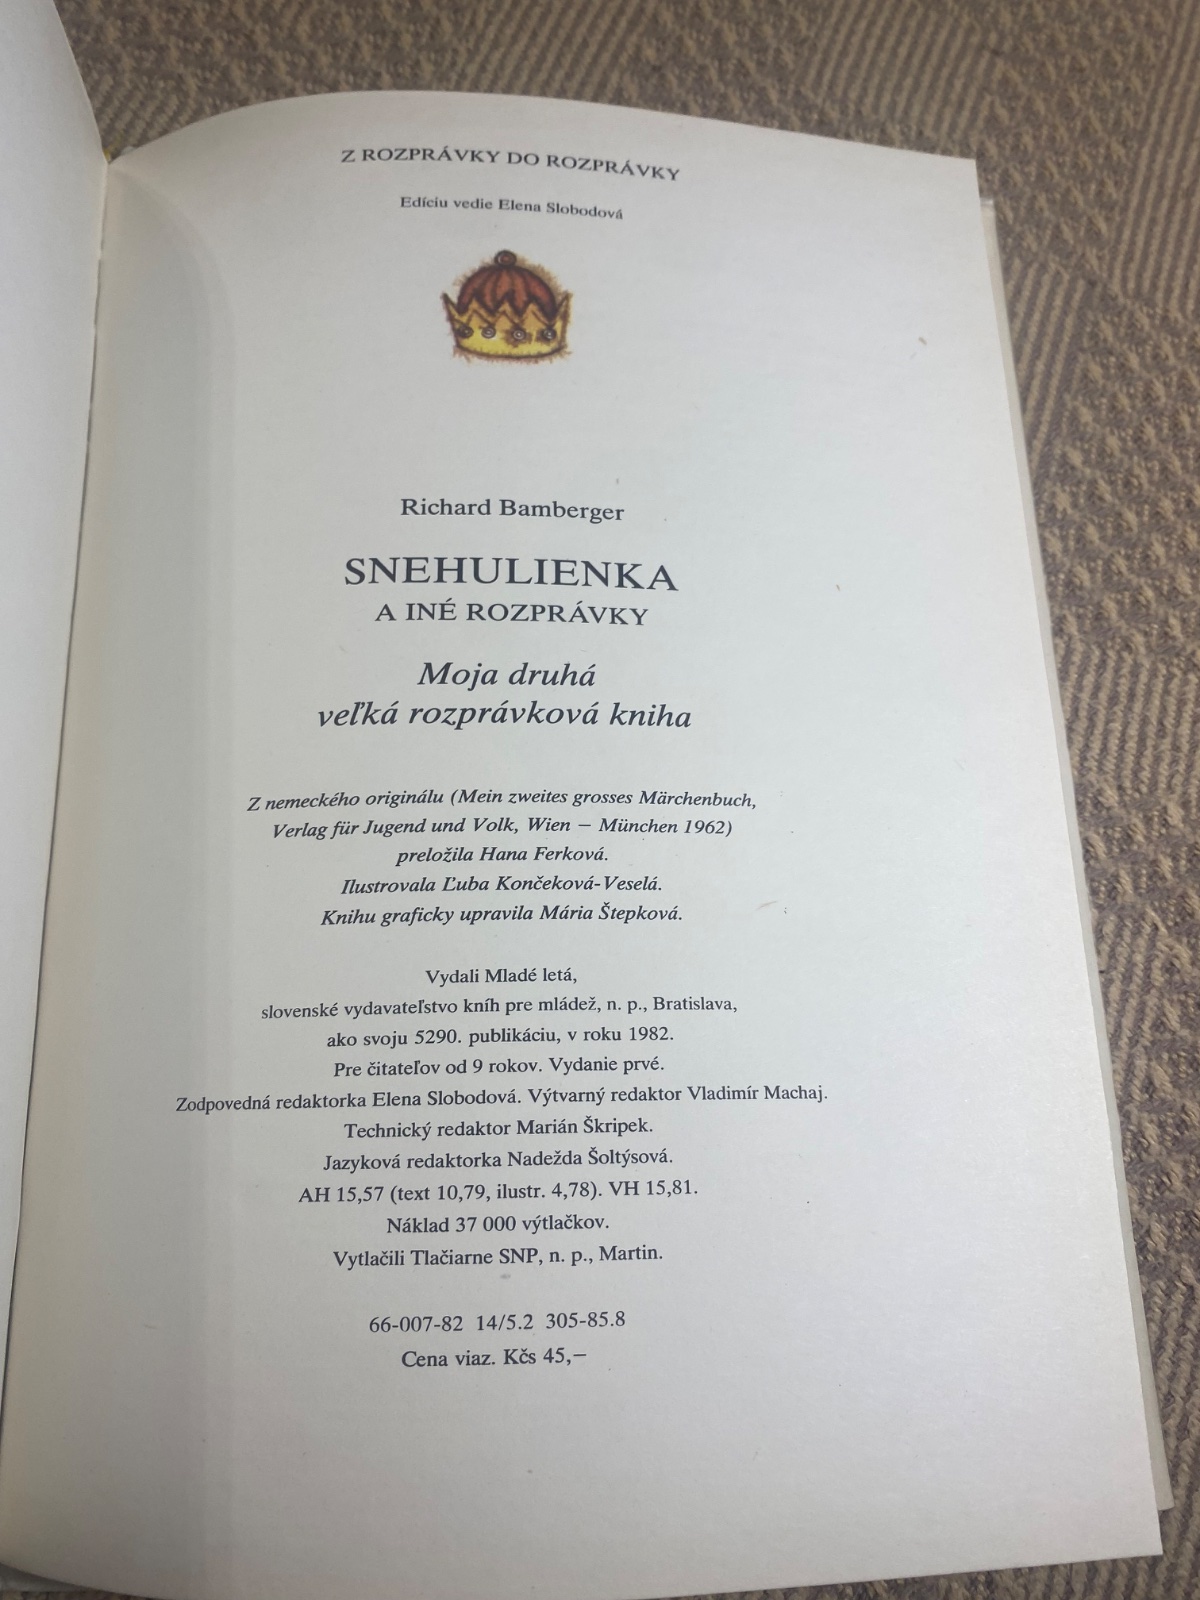 Z ROZPRÁVKY DO ROZPRÁVKY
Edíciu vedie Elena Slobodová
Richard Bamberger
SNEHULIENKA
A INÉ ROZPRÁVKY
Moja druhá
veľká rozprávková kniha
Z nemeckého originálu (Mein zweites grosses Märchenbuch,
Verlag für Jugend und Volk, Wien – München 1962)
preložila Hana Ferková.
Ilustrovala Ľuba Končeková-Veselá.
Knihu graficky upravila Mária Štepková.
Vydali Mladé letá,
slovenské vydavateľstvo kníh pre mládež, n. p., Bratislava,
ako svoju 5290. publikáciu, v roku 1982.
Pre čitateľov od 9 rokov. Vydanie prvé.
Zodpovedná redaktorka Elena Slobodová. Výtvarný redaktor Vladimír Machaj.
Technický redaktor Marián Škripek.
Jazyková redaktorka Nadežda Šoltýsová.
AH 15,57 (text 10,79, ilustr. 4,78). VH 15,81.
Náklad 37 000 výtlačkov.
Vytlačili Tlačiarne SNP, n. p., Martin.
66-007-82 14/5.2 305-85.8
Cena viaz. Kčs 45,–